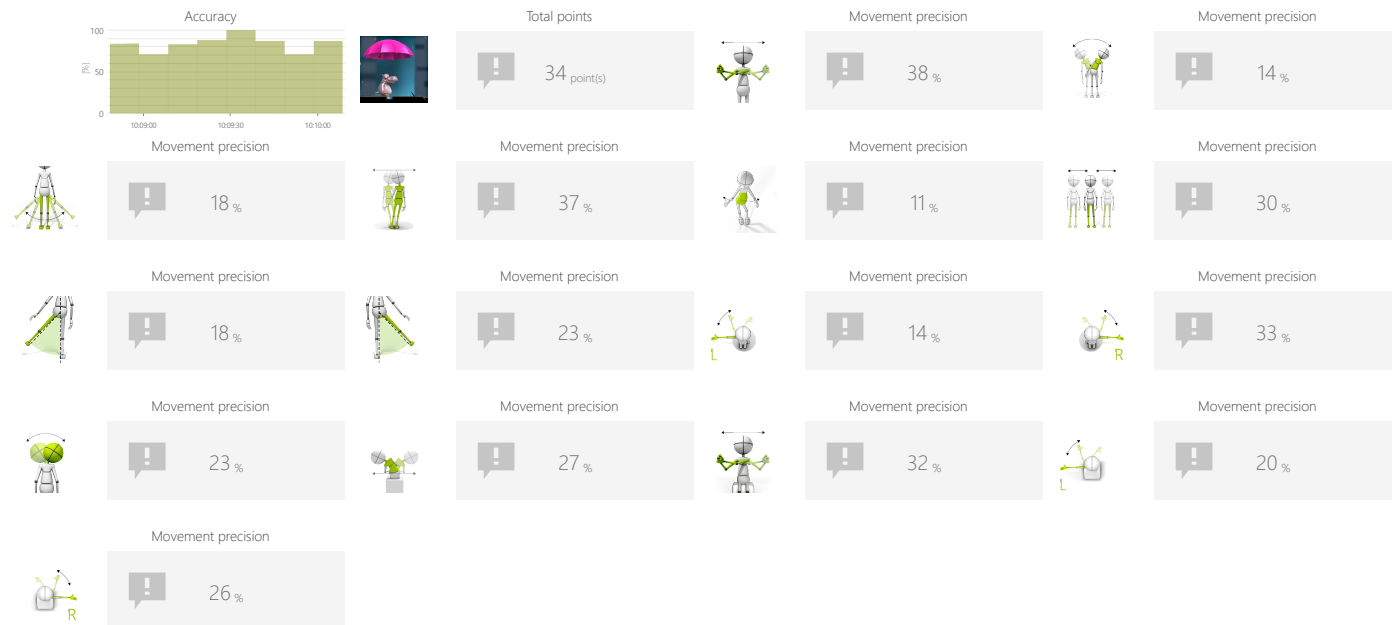 Accuracy
Total points
Movement precision
Movement precision
100
[%]
50
0
10:09:00
10:09:30
10:10:00
34 point(s)
38 %
14 %
Movement precision
Movement precision
Movement precision
Movement precision
18 %
37 %
11 %
30 %
Movement precision
Movement precision
Movement precision
Movement precision
18 %
23 %
L
14 %
R
33 %
Movement precision
Movement precision
Movement precision
Movement precision
23 %
27 %
32 %
L
20 %
Movement precision
R
26 %